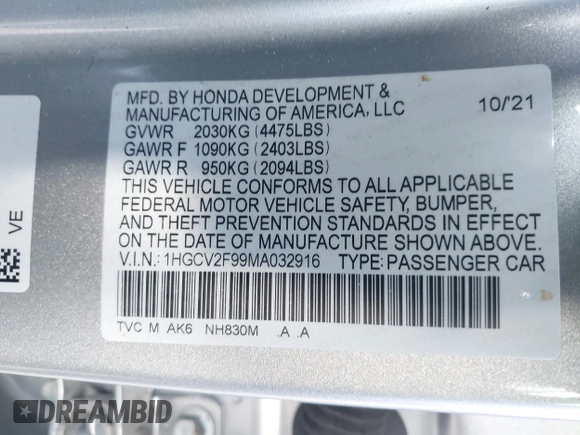 MFD. BY HONDA DEVELOPMENT &
MANUFACTURING OF AMERICA, LLC 10/'21
GVWR 2030KG (4475LBS)
GAWR F 1090KG (2403LBS)
GAWR R 950KG (2094LBS)
THIS VEHICLE CONFORMS TO ALL APPLICABLE
FEDERAL MOTOR VEHICLE SAFETY, BUMPER,
AND THEFT PREVENTION STANDARDS IN EFFECT
ON THE DATE OF MANUFACTURE SHOWN ABOVE.
V.I.N.: 1HGCV2F99MA032916 TYPE: PASSENGER CAR
TVC M AK6 NH830M .A .A
VE
DREAMBID